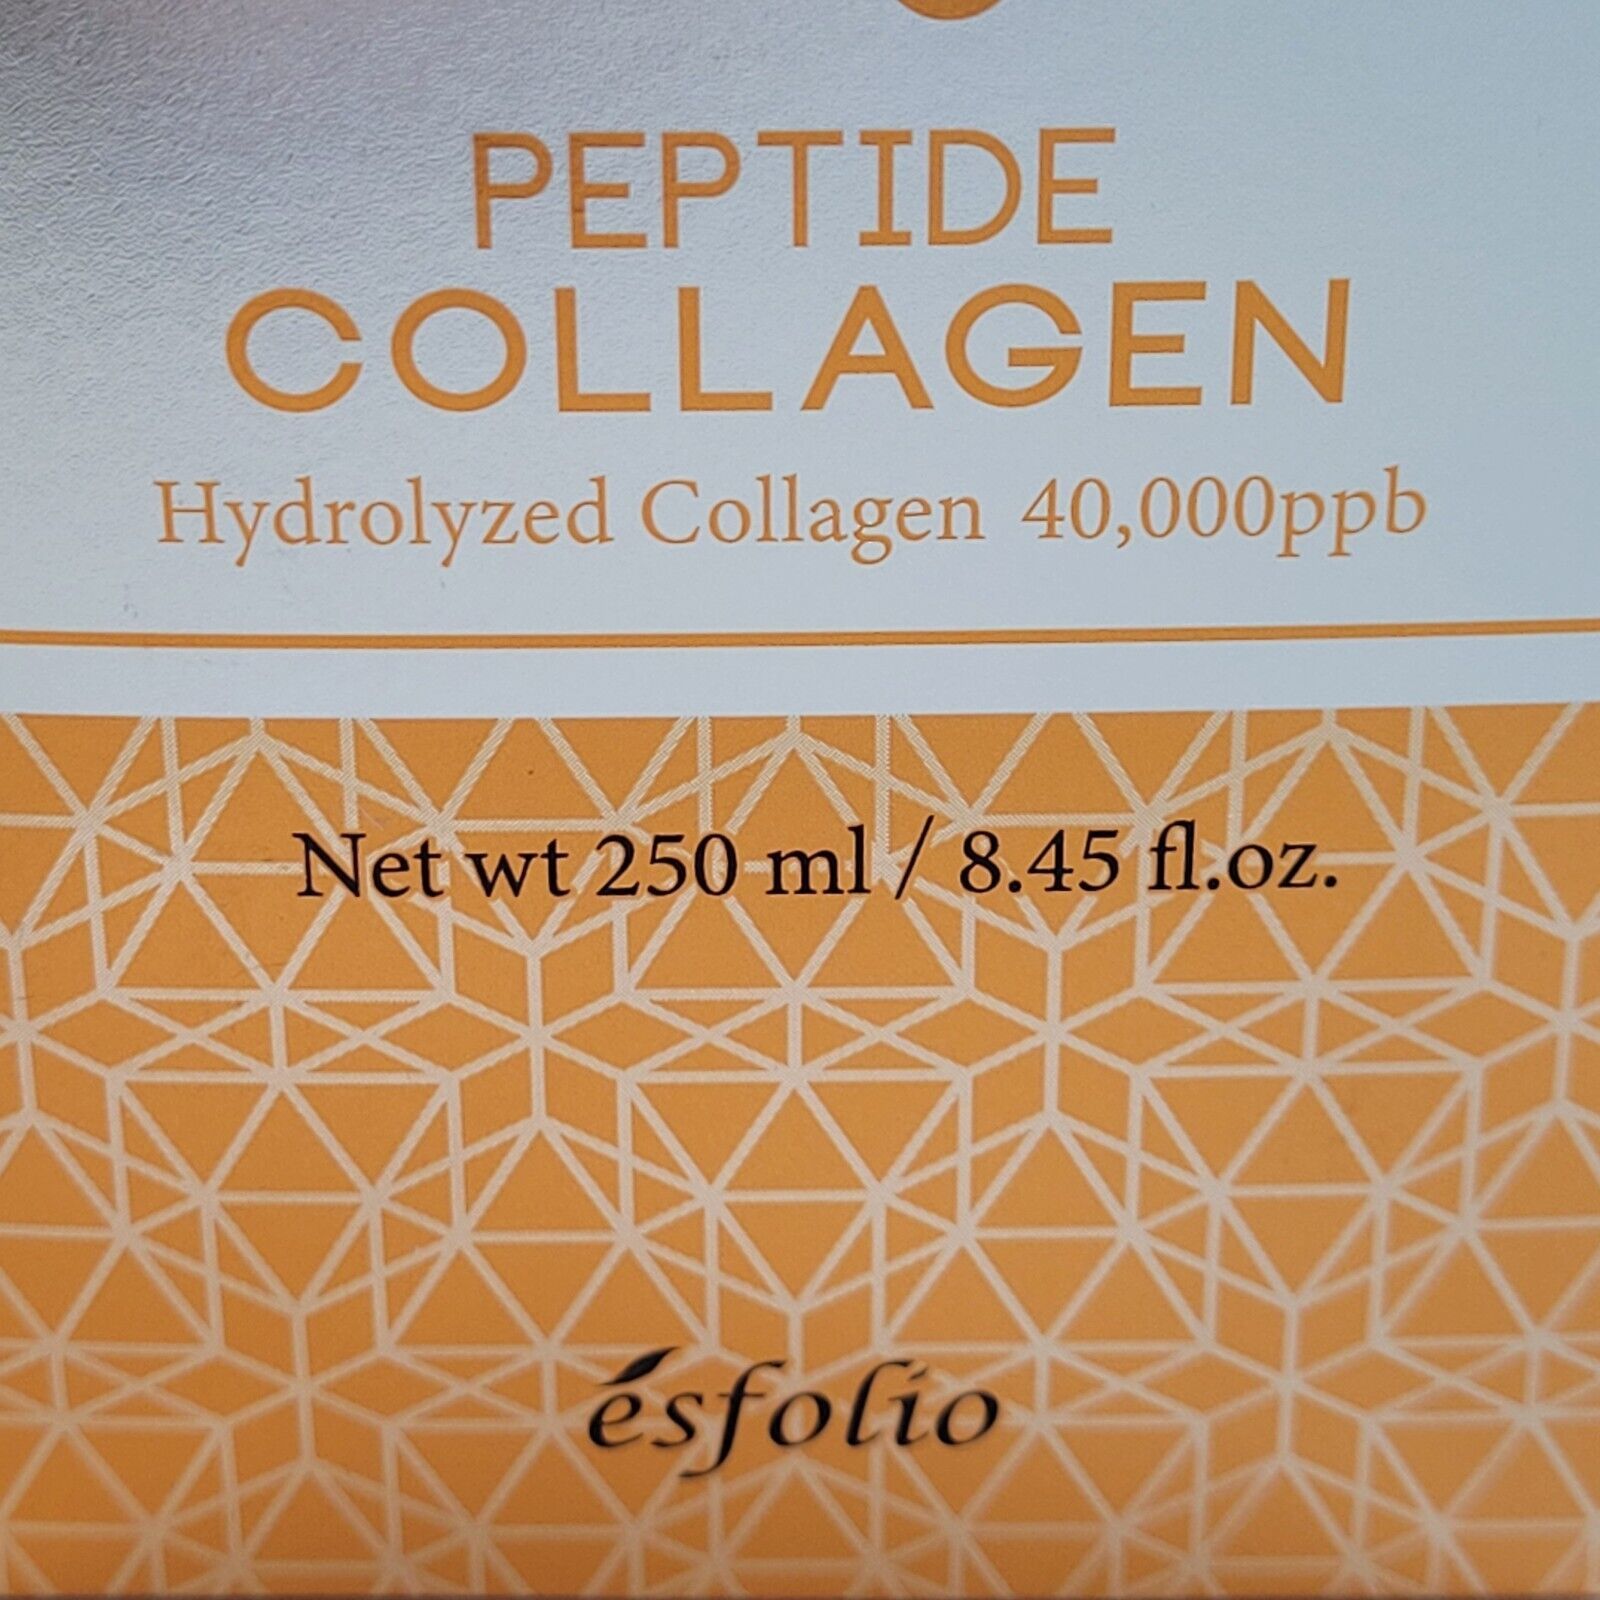 PEPTIDE
COLLAGEN
Hydrolyzed Collagen 40,000ppb
Net wt 250 ml / 8.45 fl.oz.
ésfolio